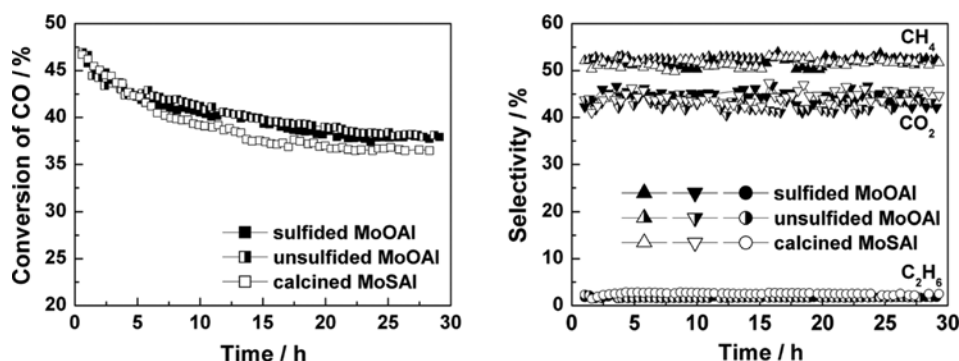 Conversion of CO / %
50
45
40
35
30
25
20
sulfided MoOAl
unsulfided MoOAl
calcined MoSAl
0 5 10 15 20 25 30
Time / h
Selectivity / %
60
50
40
30
20
10
0
CH4
CO2
sulfided MoOAl
unsulfided MoOAl
calcined MoSAl
C2H6
0 5 10 15 20 25 30
Time / h